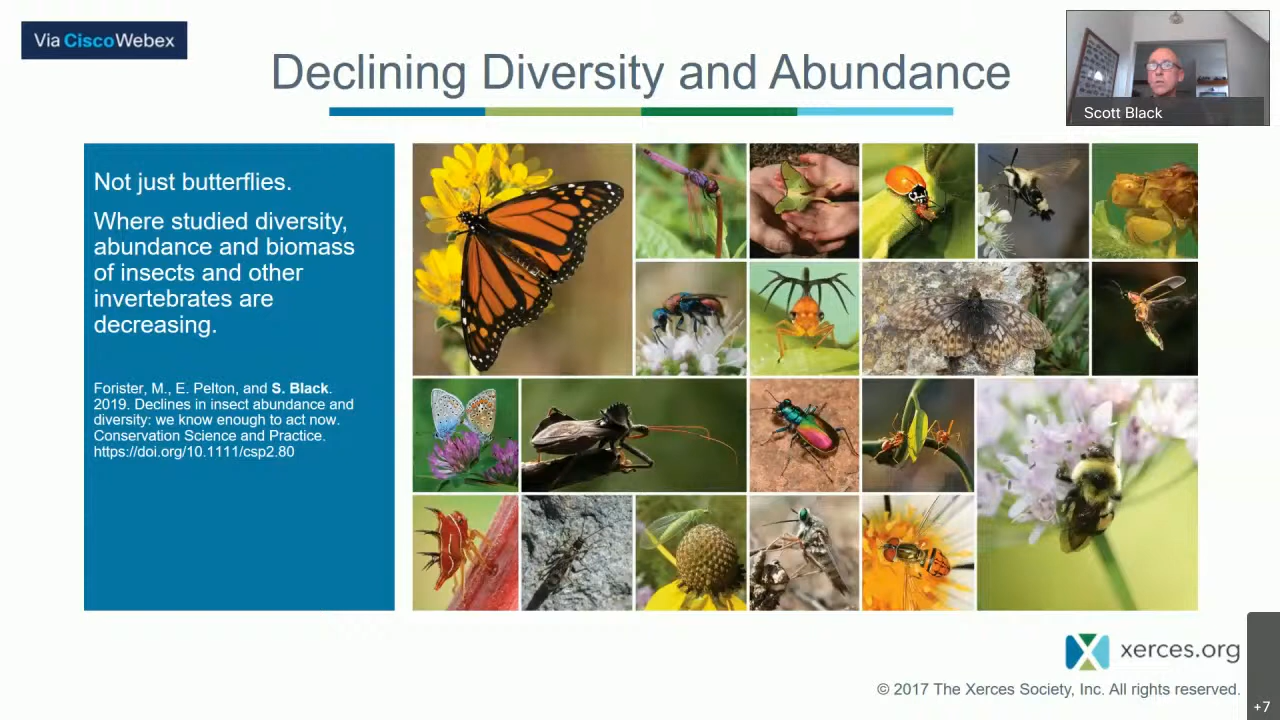 Via CiscoWebex
Declining Diversity and Abundance
Scott Black
Not just butterflies.
Where studied diversity,
abundance and biomass
of insects and other
invertebrates are
decreasing.
Forister, M., E. Pelton, and S. Black.
2019. Declines in insect abundance and
diversity: we know enough to act now.
Conservation Science and Practice.
https://doi.org/10.1111/csp2.80
xerces.org
© 2017 The Xerces Society, Inc. All rights reserved.
+7